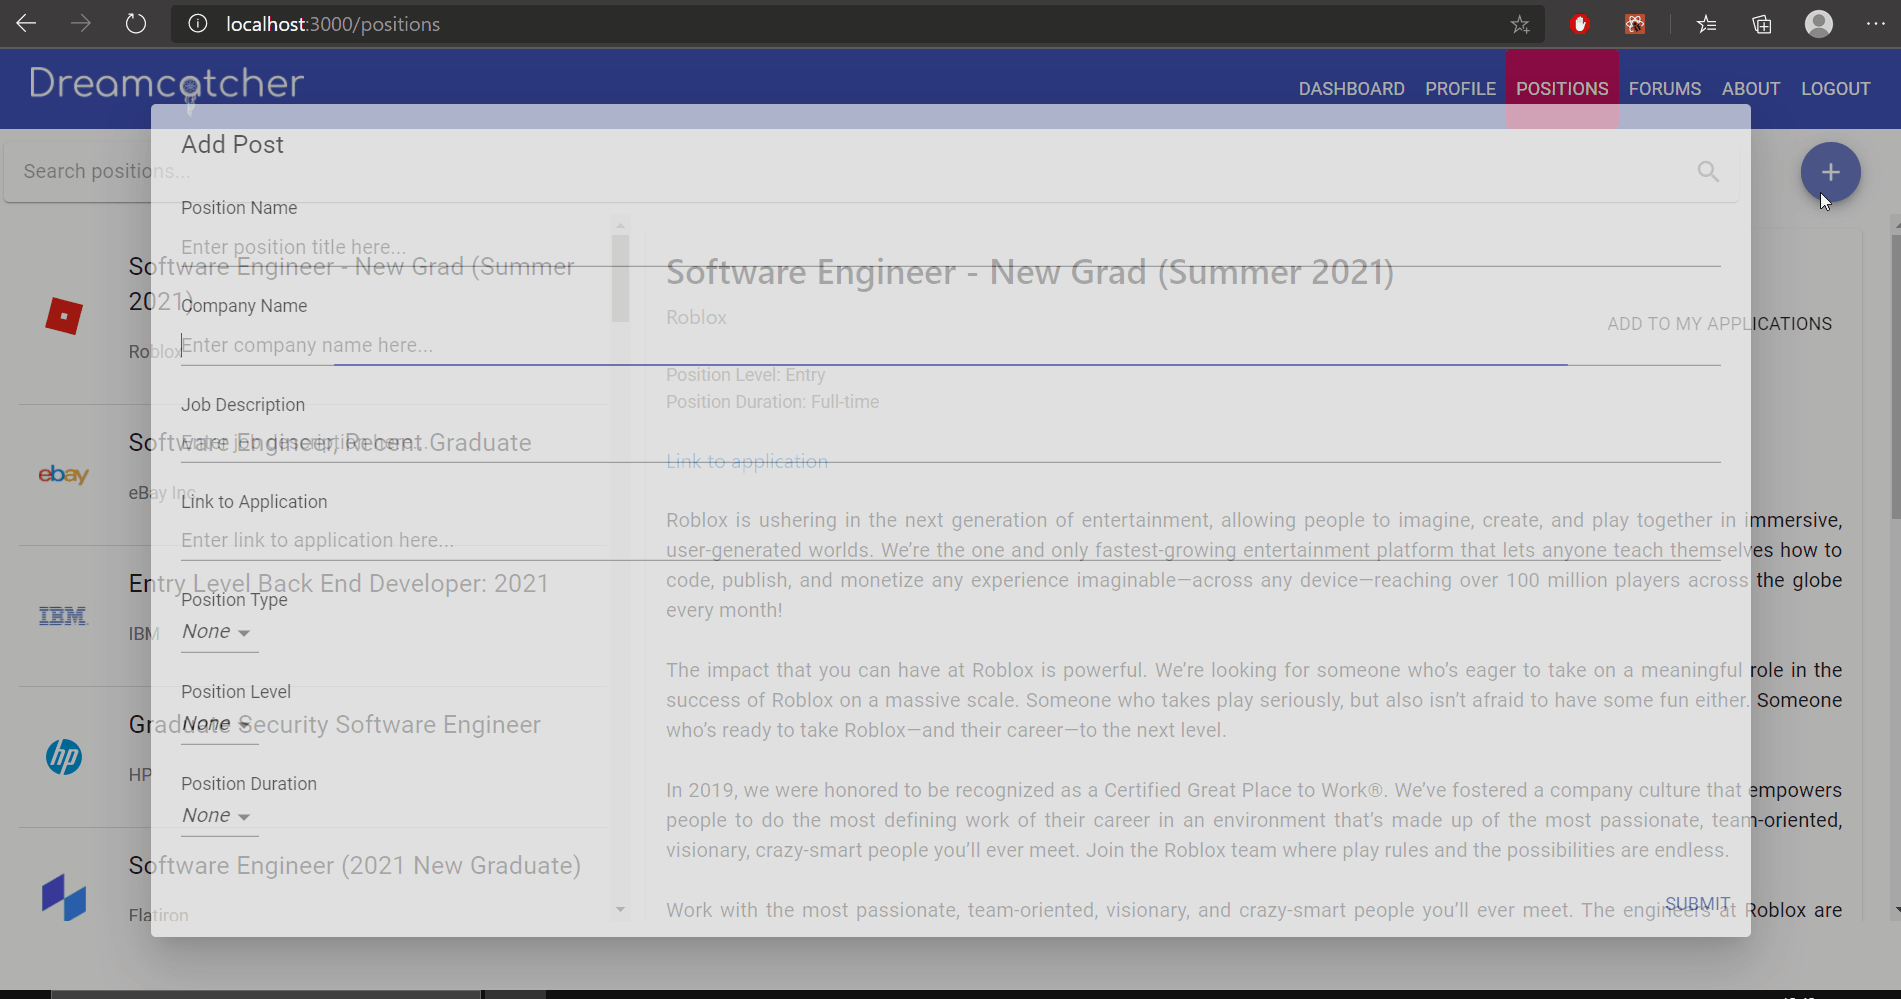 localhost:3000/positions
Dreamcatcher
DASHBOARD PROFILE POSITIONS FORUMS ABOUT LOGOUT
Add Post
Search positions...
+
Position Name
Enter position title here...
Company Name
Enter company name here...
Job Description
Enter job description here...
Link to Application
Enter link to application here...
Position Type
None
Position Level
None
Position Duration
None
SUBMIT
Software Engineer - New Grad (Summer
2021)
Roblox
ebay
Software Engineer, Recent Graduate
eBay Inc.
IBM
Entry Level Back End Developer: 2021
IBM
hp
Graduate Security Software Engineer
HP
Software Engineer (2021 New Graduate)
Flatiron
Software Engineer - New Grad (Summer 2021)
Roblox
ADD TO MY APPLICATIONS
Position Level: Entry
Position Duration: Full-time
Link to application
Roblox is ushering in the next generation of entertainment, allowing people to imagine, create, and play together in immersive,
user-generated worlds. We’re the one and only fastest-growing entertainment platform that lets anyone teach themselves how to
code, publish, and monetize any experience imaginable—across any device—reaching over 100 million players across the globe
every month!
The impact that you can have at Roblox is powerful. We’re looking for someone who’s eager to take on a meaningful role in the
success of Roblox on a massive scale. Someone who takes play seriously, but also isn’t afraid to have some fun either. Someone
who’s ready to take Roblox—and their career—to the next level.
In 2019, we were honored to be recognized as a Certified Great Place to Work®. We’ve fostered a company culture that empowers
people to do the most defining work of their career in an environment that’s made up of the most passionate, team-oriented,
visionary, crazy-smart people you’ll ever meet. Join the Roblox team where play rules and the possibilities are endless.
Work with the most passionate, team-oriented, visionary, and crazy-smart people you’ll ever meet. The engineers at Roblox are